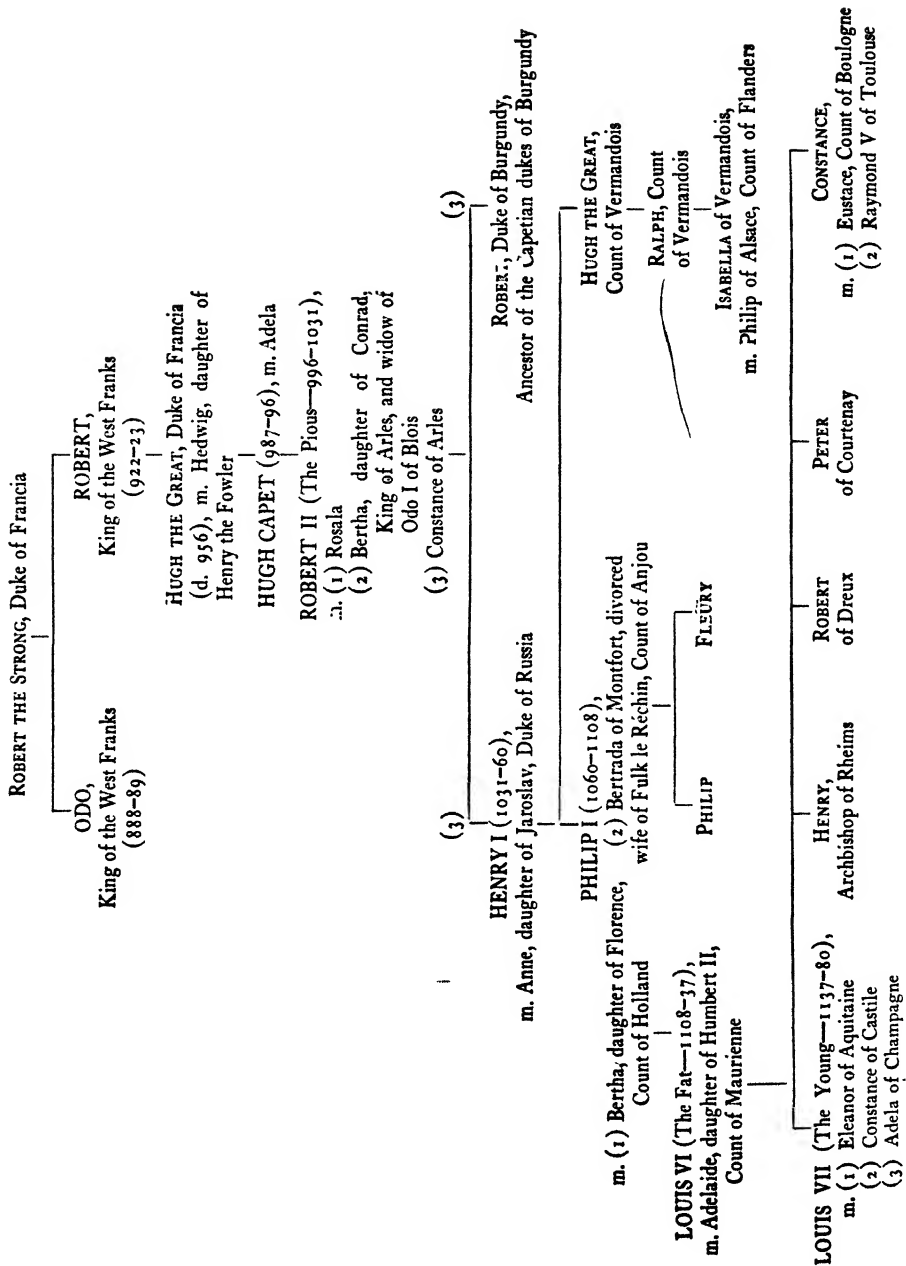 ROBERT THE STRONG, Duke of Francia
ODO,
King of the West Franks
(888-89)
ROBERT,
King of the West Franks
(922-23)
HUGH THE GREAT, Duke of Francia
(d. 956), m. Hedwig, daughter of
Henry the Fowler
HUGH CAPET (987-96), m. Adela
ROBERT II (The Pious—996-1031),
m. (1) Rosala
(2) Bertha, daughter of Conrad,
King of Arles, and widow of
Odo I of Blois
(3) Constance of Arles
(3)
HENRY I (1031-60),
m. Anne, daughter of Jaroslav, Duke of Russia
(3)
ROBERT, Duke of Burgundy,
Ancestor of the Capetian dukes of Burgundy
PHILIP I (1060-1108),
m. (1) Bertha, daughter of Florence,
Count of Holland
(2) Bertrada of Montfort, divorced
wife of Fulk le Réchin, Count of Anjou
HUGH THE GREAT,
Count of Vermandois
RALPH, Count
of Vermandois
ISABELLA of Vermandois,
m. Philip of Alsace, Count of Flanders
LOUIS VI (The Fat—1108-37),
m. Adelaide, daughter of Humbert II,
Count of Maurienne
PHILIP
FLEURY
LOUIS VII (The Young—1137-80),
m. (1) Eleanor of Aquitaine
(2) Constance of Castile
(3) Adela of Champagne
HENRY,
Archbishop of Rheims
ROBERT
of Dreux
PETER
of Courtenay
CONSTANCE,
m. (1) Eustace, Count of Boulogne
(2) Raymond V of Toulouse